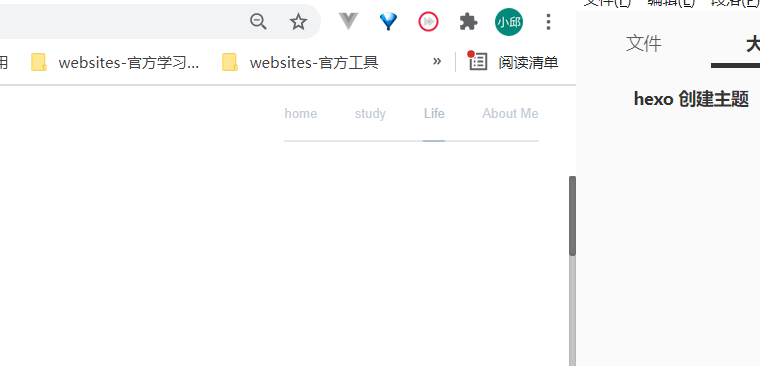 文件(F) 编辑(E) 段落(P)
小邱
文件 大
用 websites-官方学习... websites-官方工具 » 阅读清单
hexo 创建主题
home study Life About Me